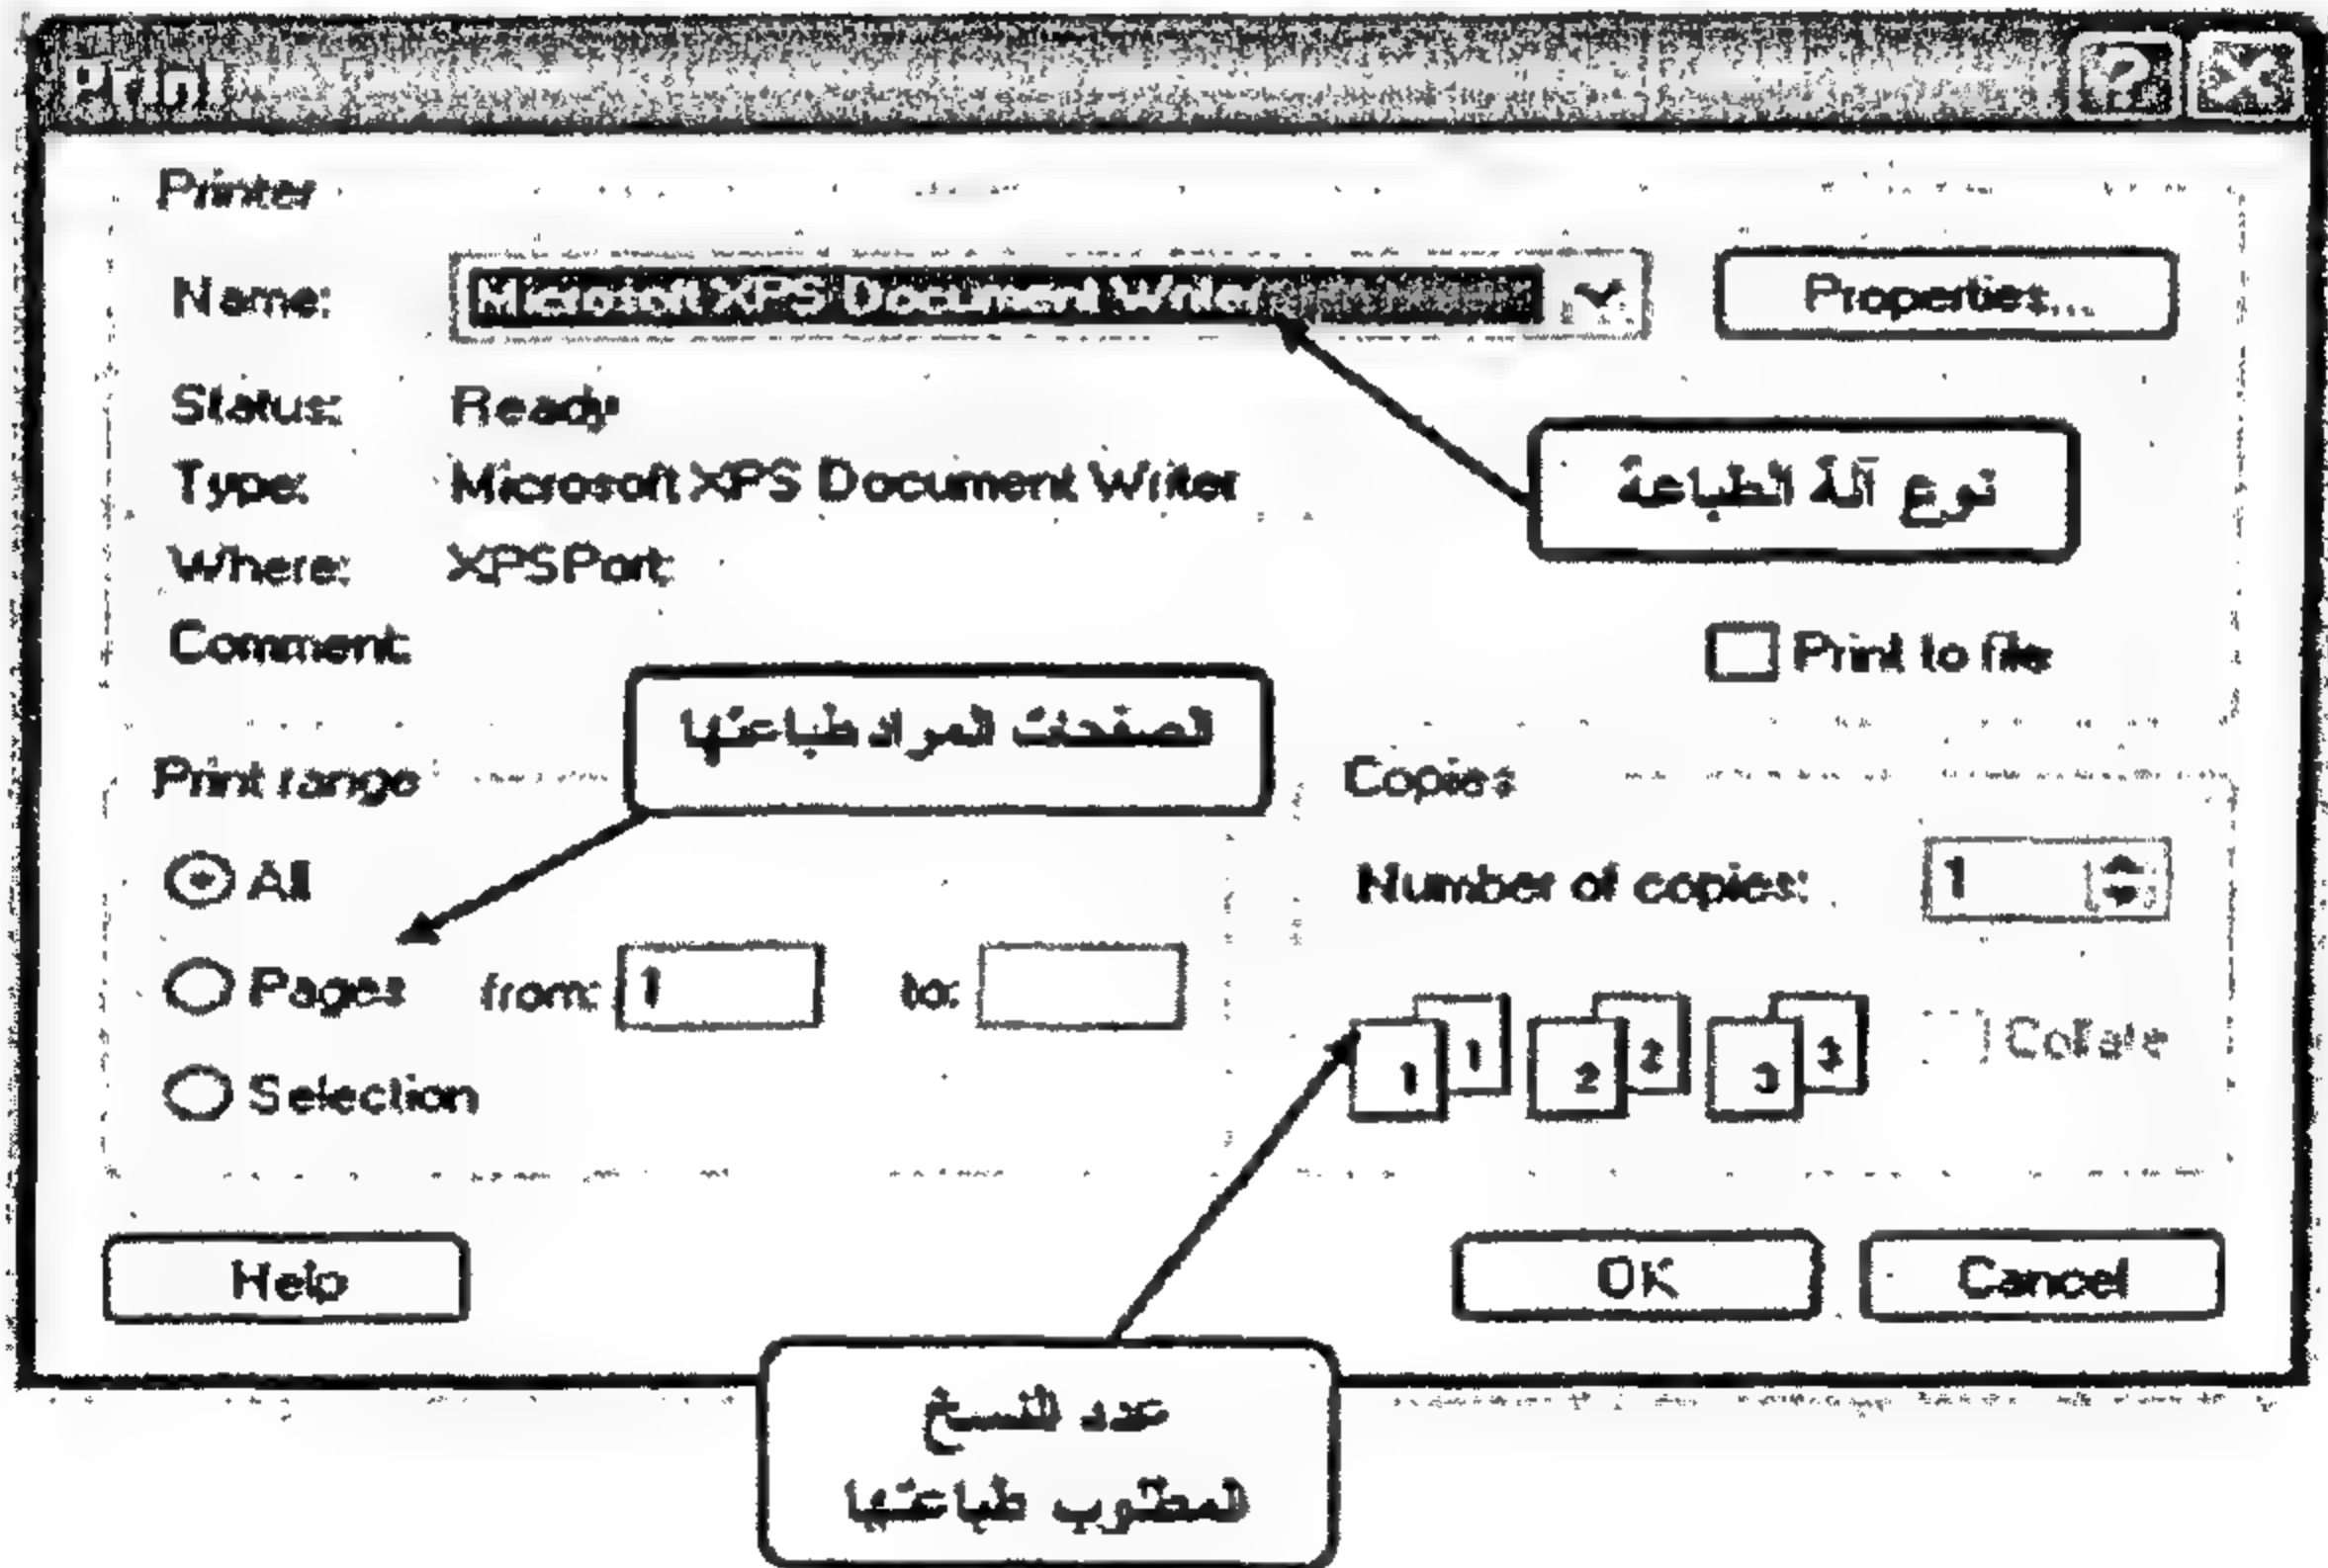 Print
Printer
Name: Microsoft XPS Document Writer Properties...
Status: Ready
Type: Microsoft XPS Document Writer
نوع آلة الطباعة
Where: XPSPort:
Comment:
Print to file
الصفحات المراد طباعتها
Print range
Copies
All
Number of copies: 1
Pages from: 1 to:
1 1 2 2 3 3 Collate
Selection
Help OK Cancel
عدد النسخ
المطلوب طباعتها